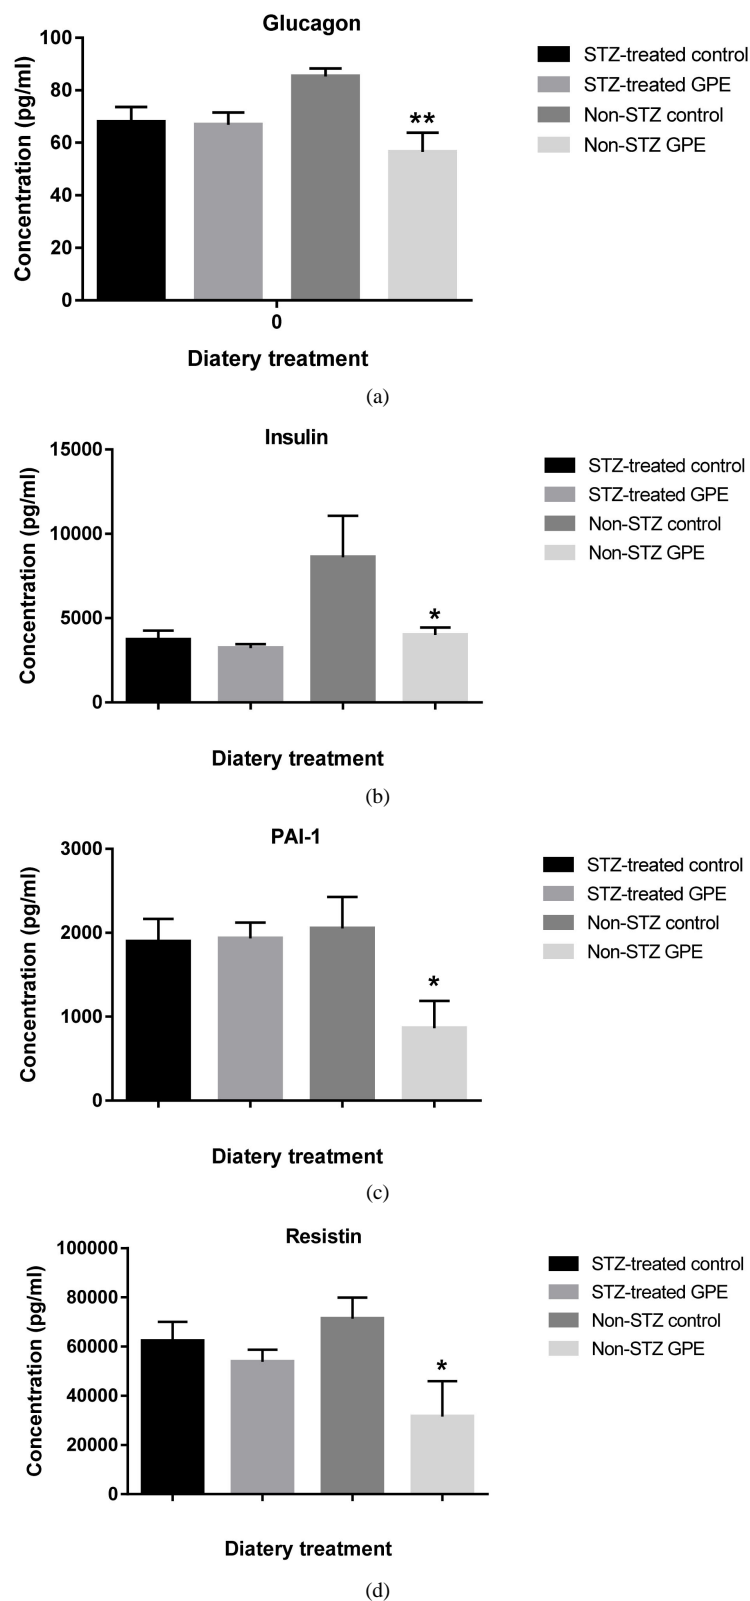 Glucagon
100
80
60
40
20
0
Concentration (pg/ml)
**
0
Diatery treatment
STZ-treated control
STZ-treated GPE
Non-STZ control
Non-STZ GPE
(a)
Insulin
15000
10000
5000
0
Concentration (pg/ml)
*
Diatery treatment
STZ-treated control
STZ-treated GPE
Non-STZ control
Non-STZ GPE
(b)
PAI-1
3000
2000
1000
0
Concentration (pg/ml)
*
Diatery treatment
STZ-treated control
STZ-treated GPE
Non-STZ control
Non-STZ GPE
(c)
Resistin
100000
80000
60000
40000
20000
0
Concentration (pg/ml)
*
Diatery treatment
STZ-treated control
STZ-treated GPE
Non-STZ control
Non-STZ GPE
(d)